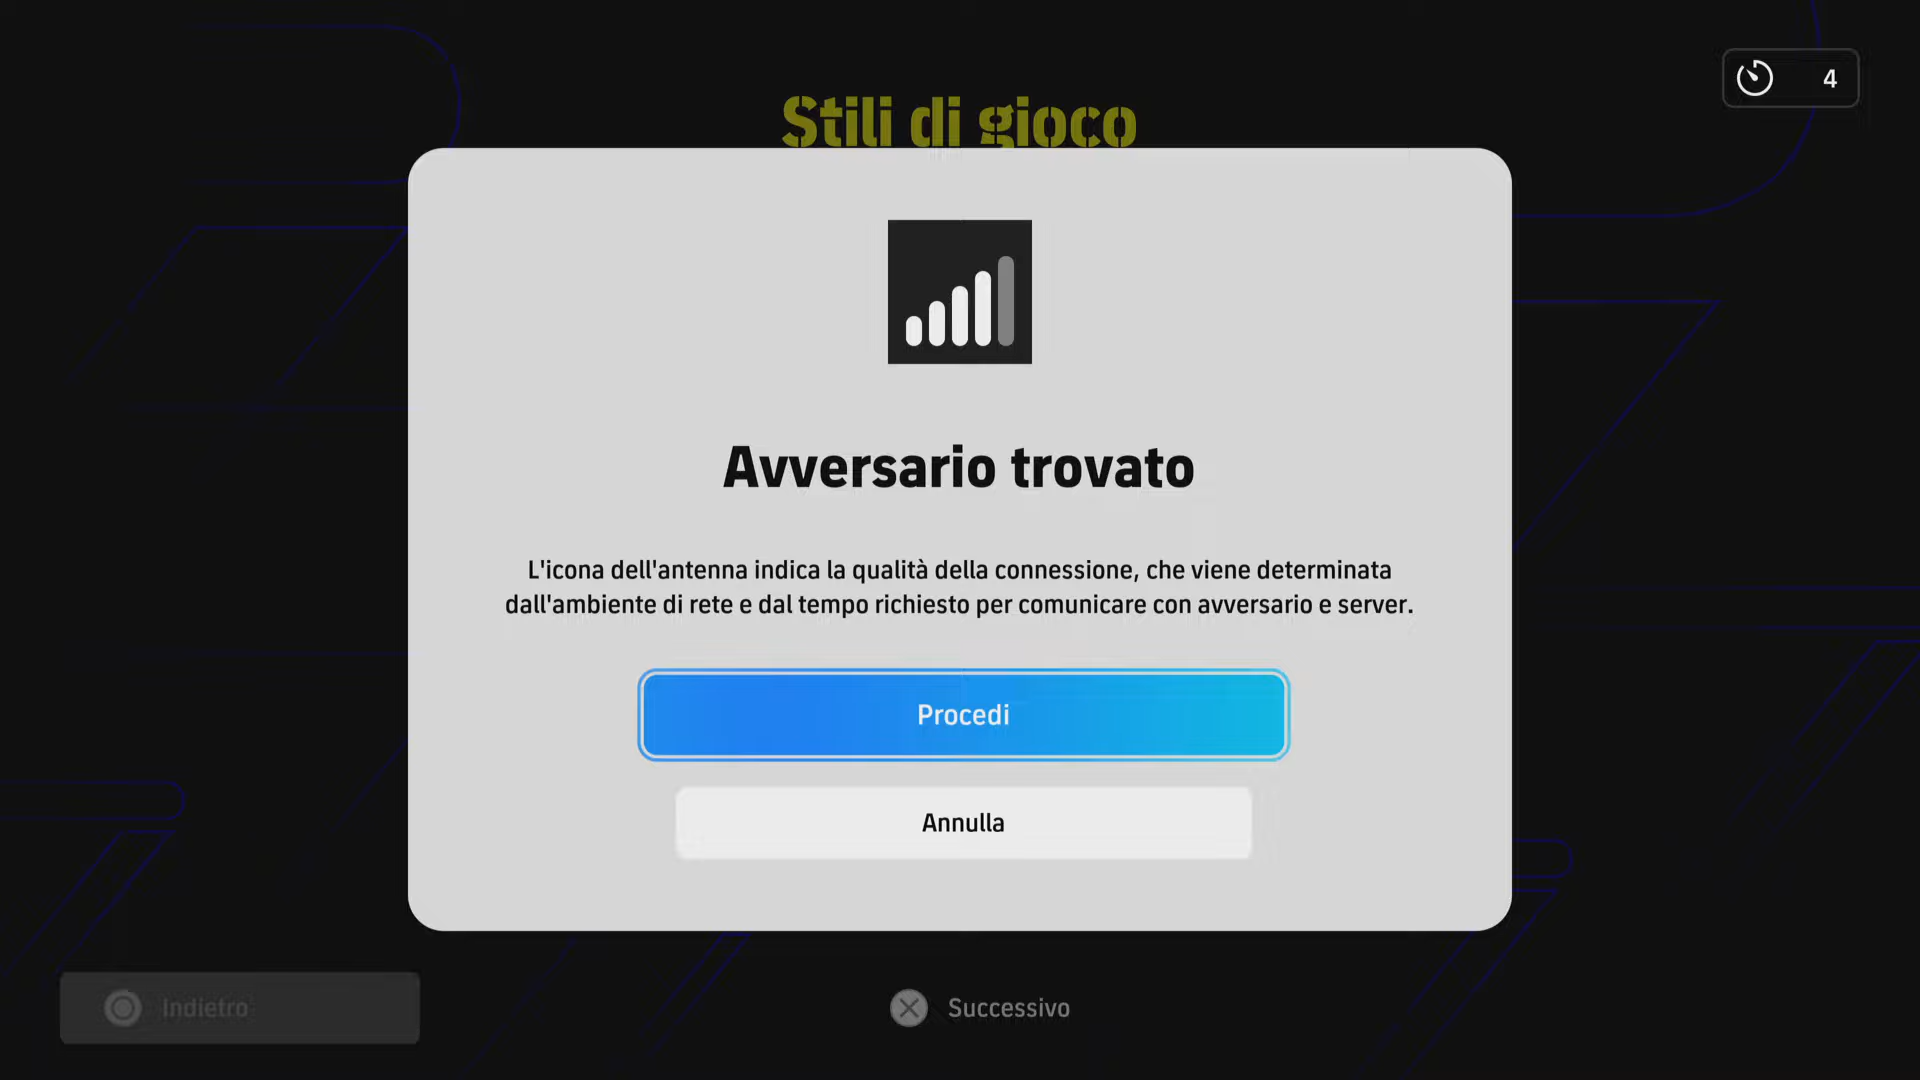 4
Stili di gioco
Avversario trovato
L'icona dell'antenna indica la qualità della connessione, che viene determinata
dall'ambiente di rete e dal tempo richiesto per comunicare con avversario e server.
Procedi
Annulla
Indietro
Successivo